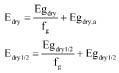 E_dry = Eg_dry / f_g + Eg_dry,a
E_dry1/2 = Eg_dry1/2 / f_g + Eg_dry1/2